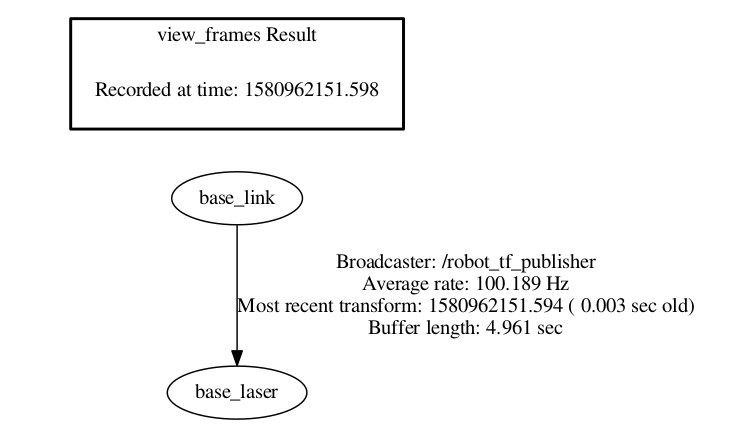 view_frames Result
Recorded at time: 1580962151.598
base_link
Broadcaster: /robot_tf_publisher
Average rate: 100.189 Hz
Most recent transform: 1580962151.594 ( 0.003 sec old)
Buffer length: 4.961 sec
base_laser